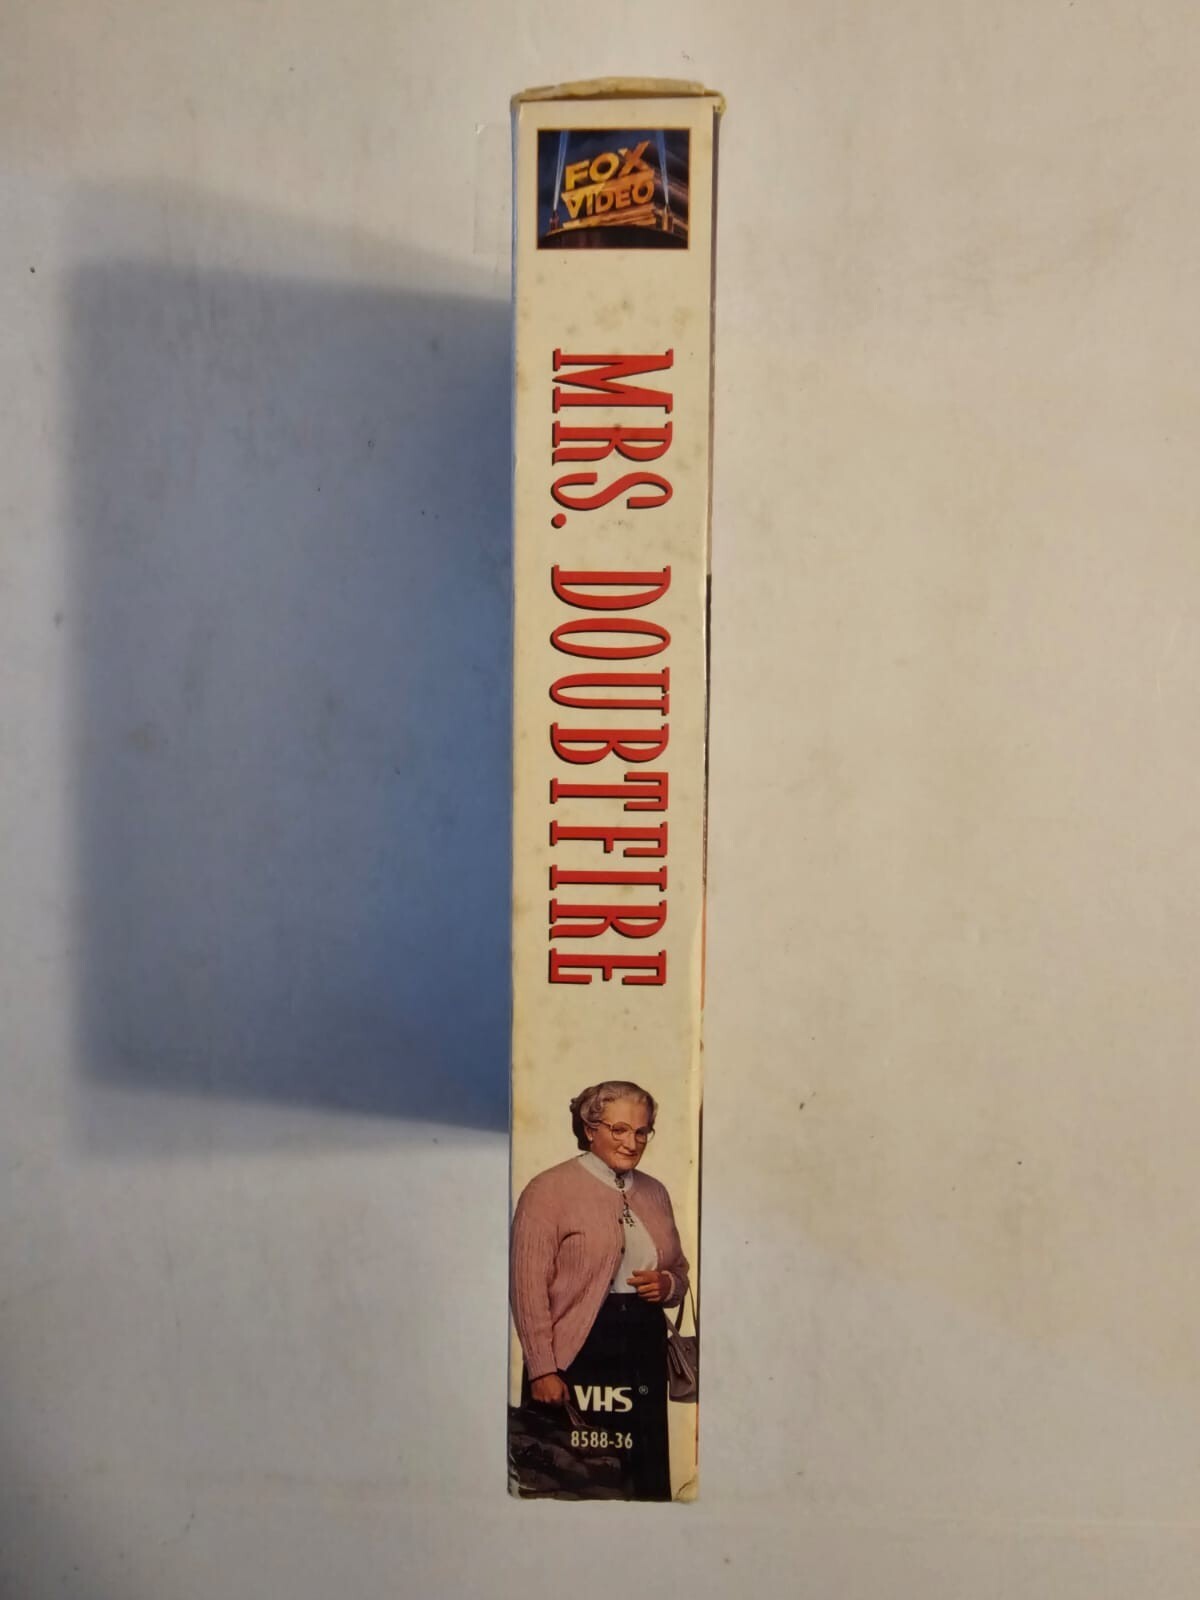 FOX
VIDEO
MRS. DOUBTFIRE
VHS®
8588-36